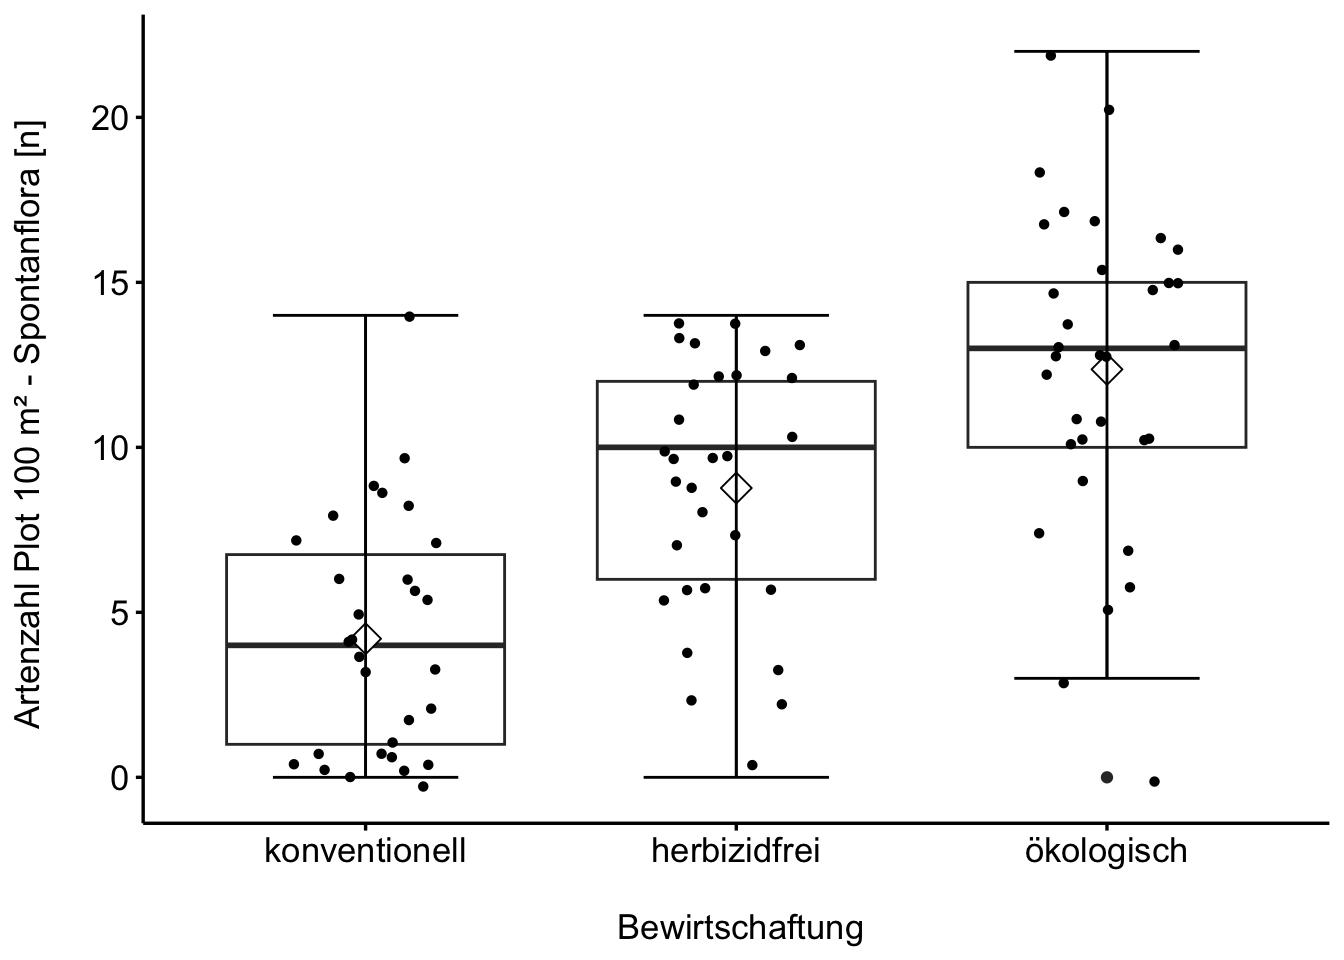 Artenzahl Plot 100 m² - Spontanflora [n]
20
15
10
5
0
konventionell herbizidfrei ökologisch
Bewirtschaftung